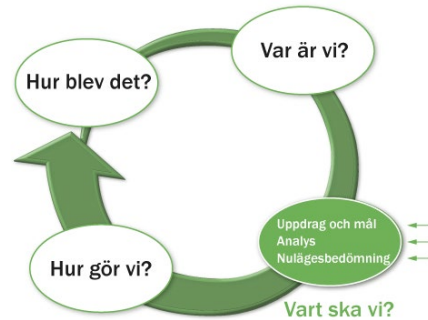 Var är vi?
Hur blev det?
Uppdrag och mål
Analys
Nulägesbedömning
Vart ska vi?
Hur gör vi?